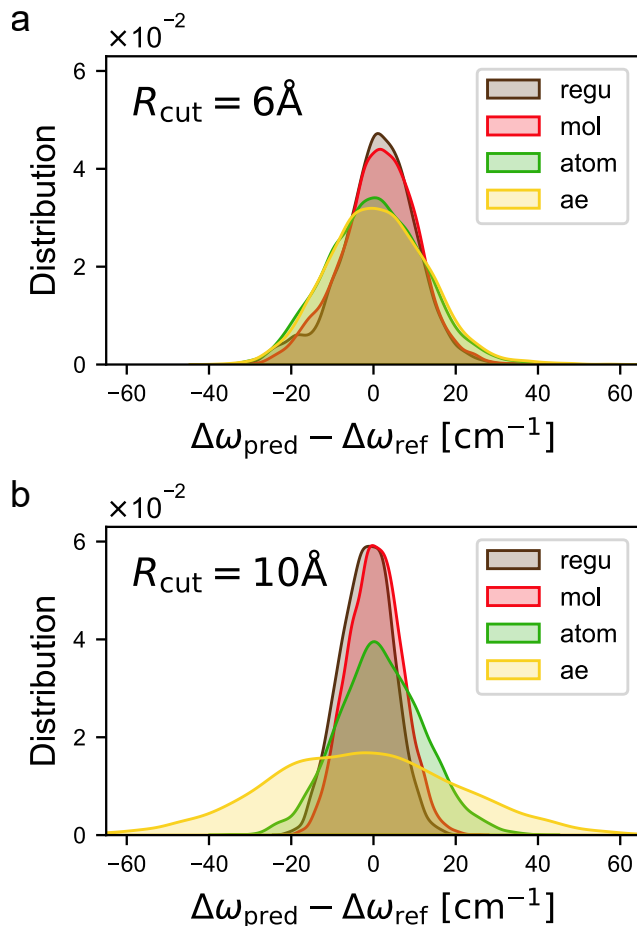 a
×10⁻²
R_cut = 6Å
regu
mol
atom
ae
Distribution
6
4
2
0
−60 −40 −20 0 20 40 60
Δω_pred − Δω_ref [cm⁻¹]
b
×10⁻²
R_cut = 10Å
regu
mol
atom
ae
Distribution
6
4
2
0
−60 −40 −20 0 20 40 60
Δω_pred − Δω_ref [cm⁻¹]